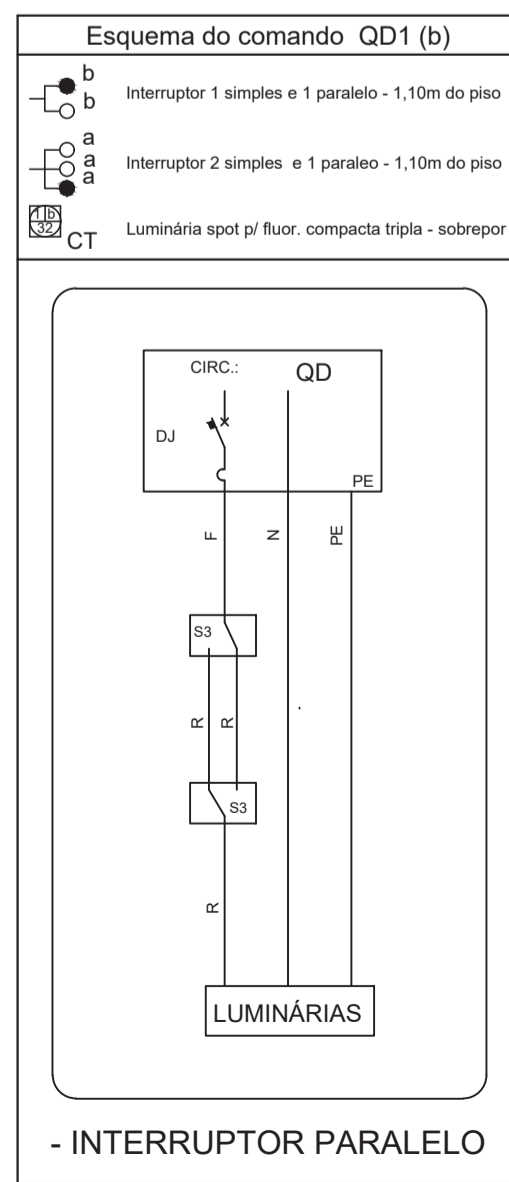 Esquema do comando QD1 (b)
b
b
Interruptor 1 simples e 1 paralelo - 1,10m do piso
a
a
a
Interruptor 2 simples e 1 paraleo - 1,10m do piso
1 b
32
CT
Luminária spot p/ fluor. compacta tripla - sobrepor
CIRC.:
QD
DJ
PE
F
N
PE
S3
R
R
S3
R
LUMINÁRIAS
- INTERRUPTOR PARALELO